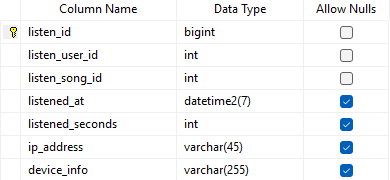 Column Name Data Type Allow Nulls
listen_id bigint
listen_user_id int
listen_song_id int
listened_at datetime2(7)
listened_seconds int
ip_address varchar(45)
device_info varchar(255)